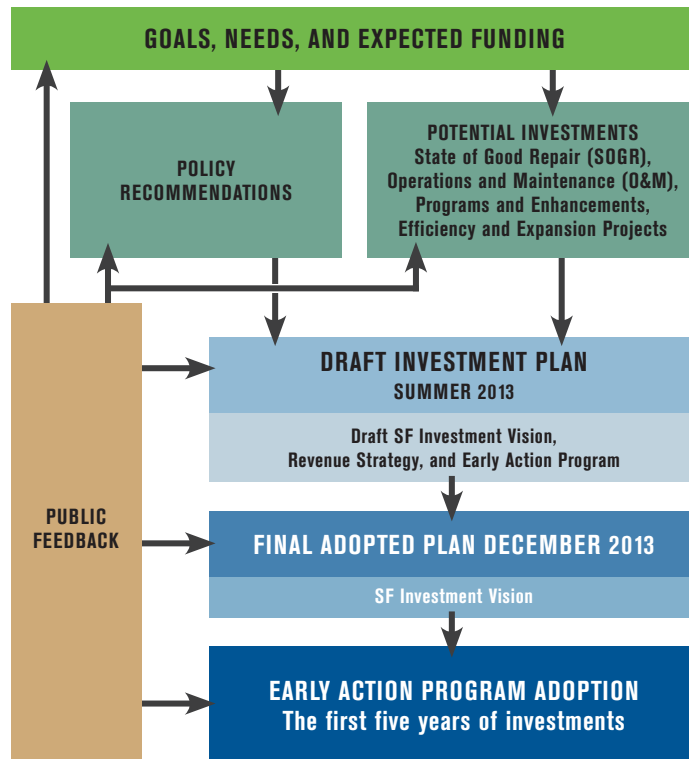 GOALS, NEEDS, AND EXPECTED FUNDING
POLICY
RECOMMENDATIONS
POTENTIAL INVESTMENTS
State of Good Repair (SOGR),
Operations and Maintenance (O&M),
Programs and Enhancements,
Efficiency and Expansion Projects
PUBLIC
FEEDBACK
DRAFT INVESTMENT PLAN
SUMMER 2013
Draft SF Investment Vision,
Revenue Strategy, and Early Action Program
FINAL ADOPTED PLAN DECEMBER 2013
SF Investment Vision
EARLY ACTION PROGRAM ADOPTION
The first five years of investments